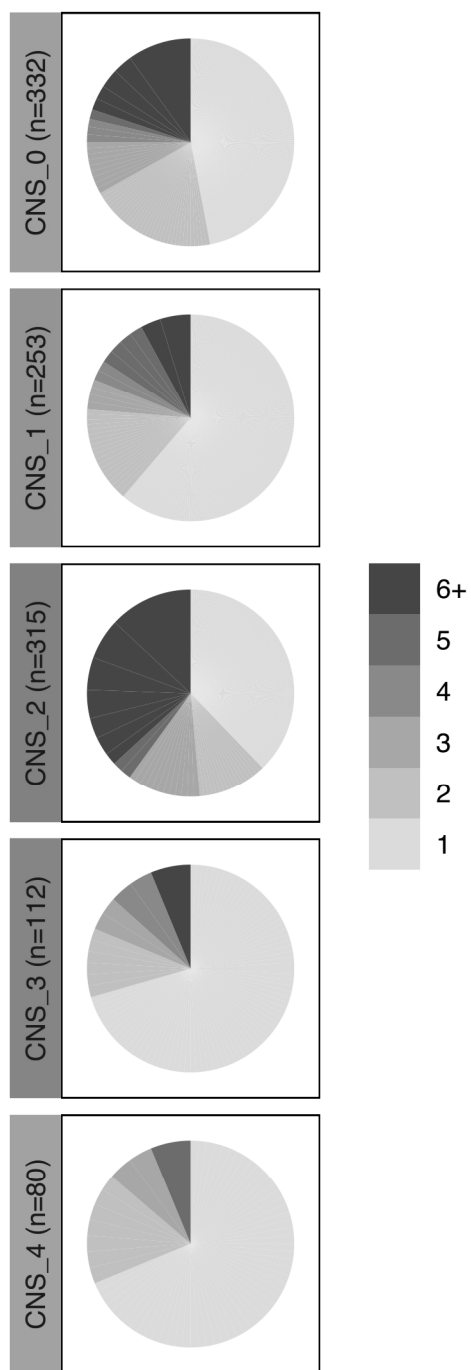 CNS_0 (n=332)
CNS_1 (n=253)
CNS_2 (n=315)
CNS_3 (n=112)
CNS_4 (n=80)
6+
5
4
3
2
1